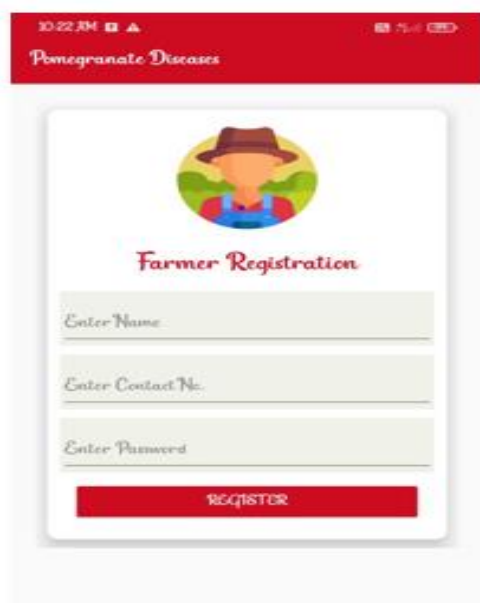 10:22 AM
Pomegranate Diseases
Farmer Registration
Enter Name
Enter Contact No.
Enter Password
REGISTER